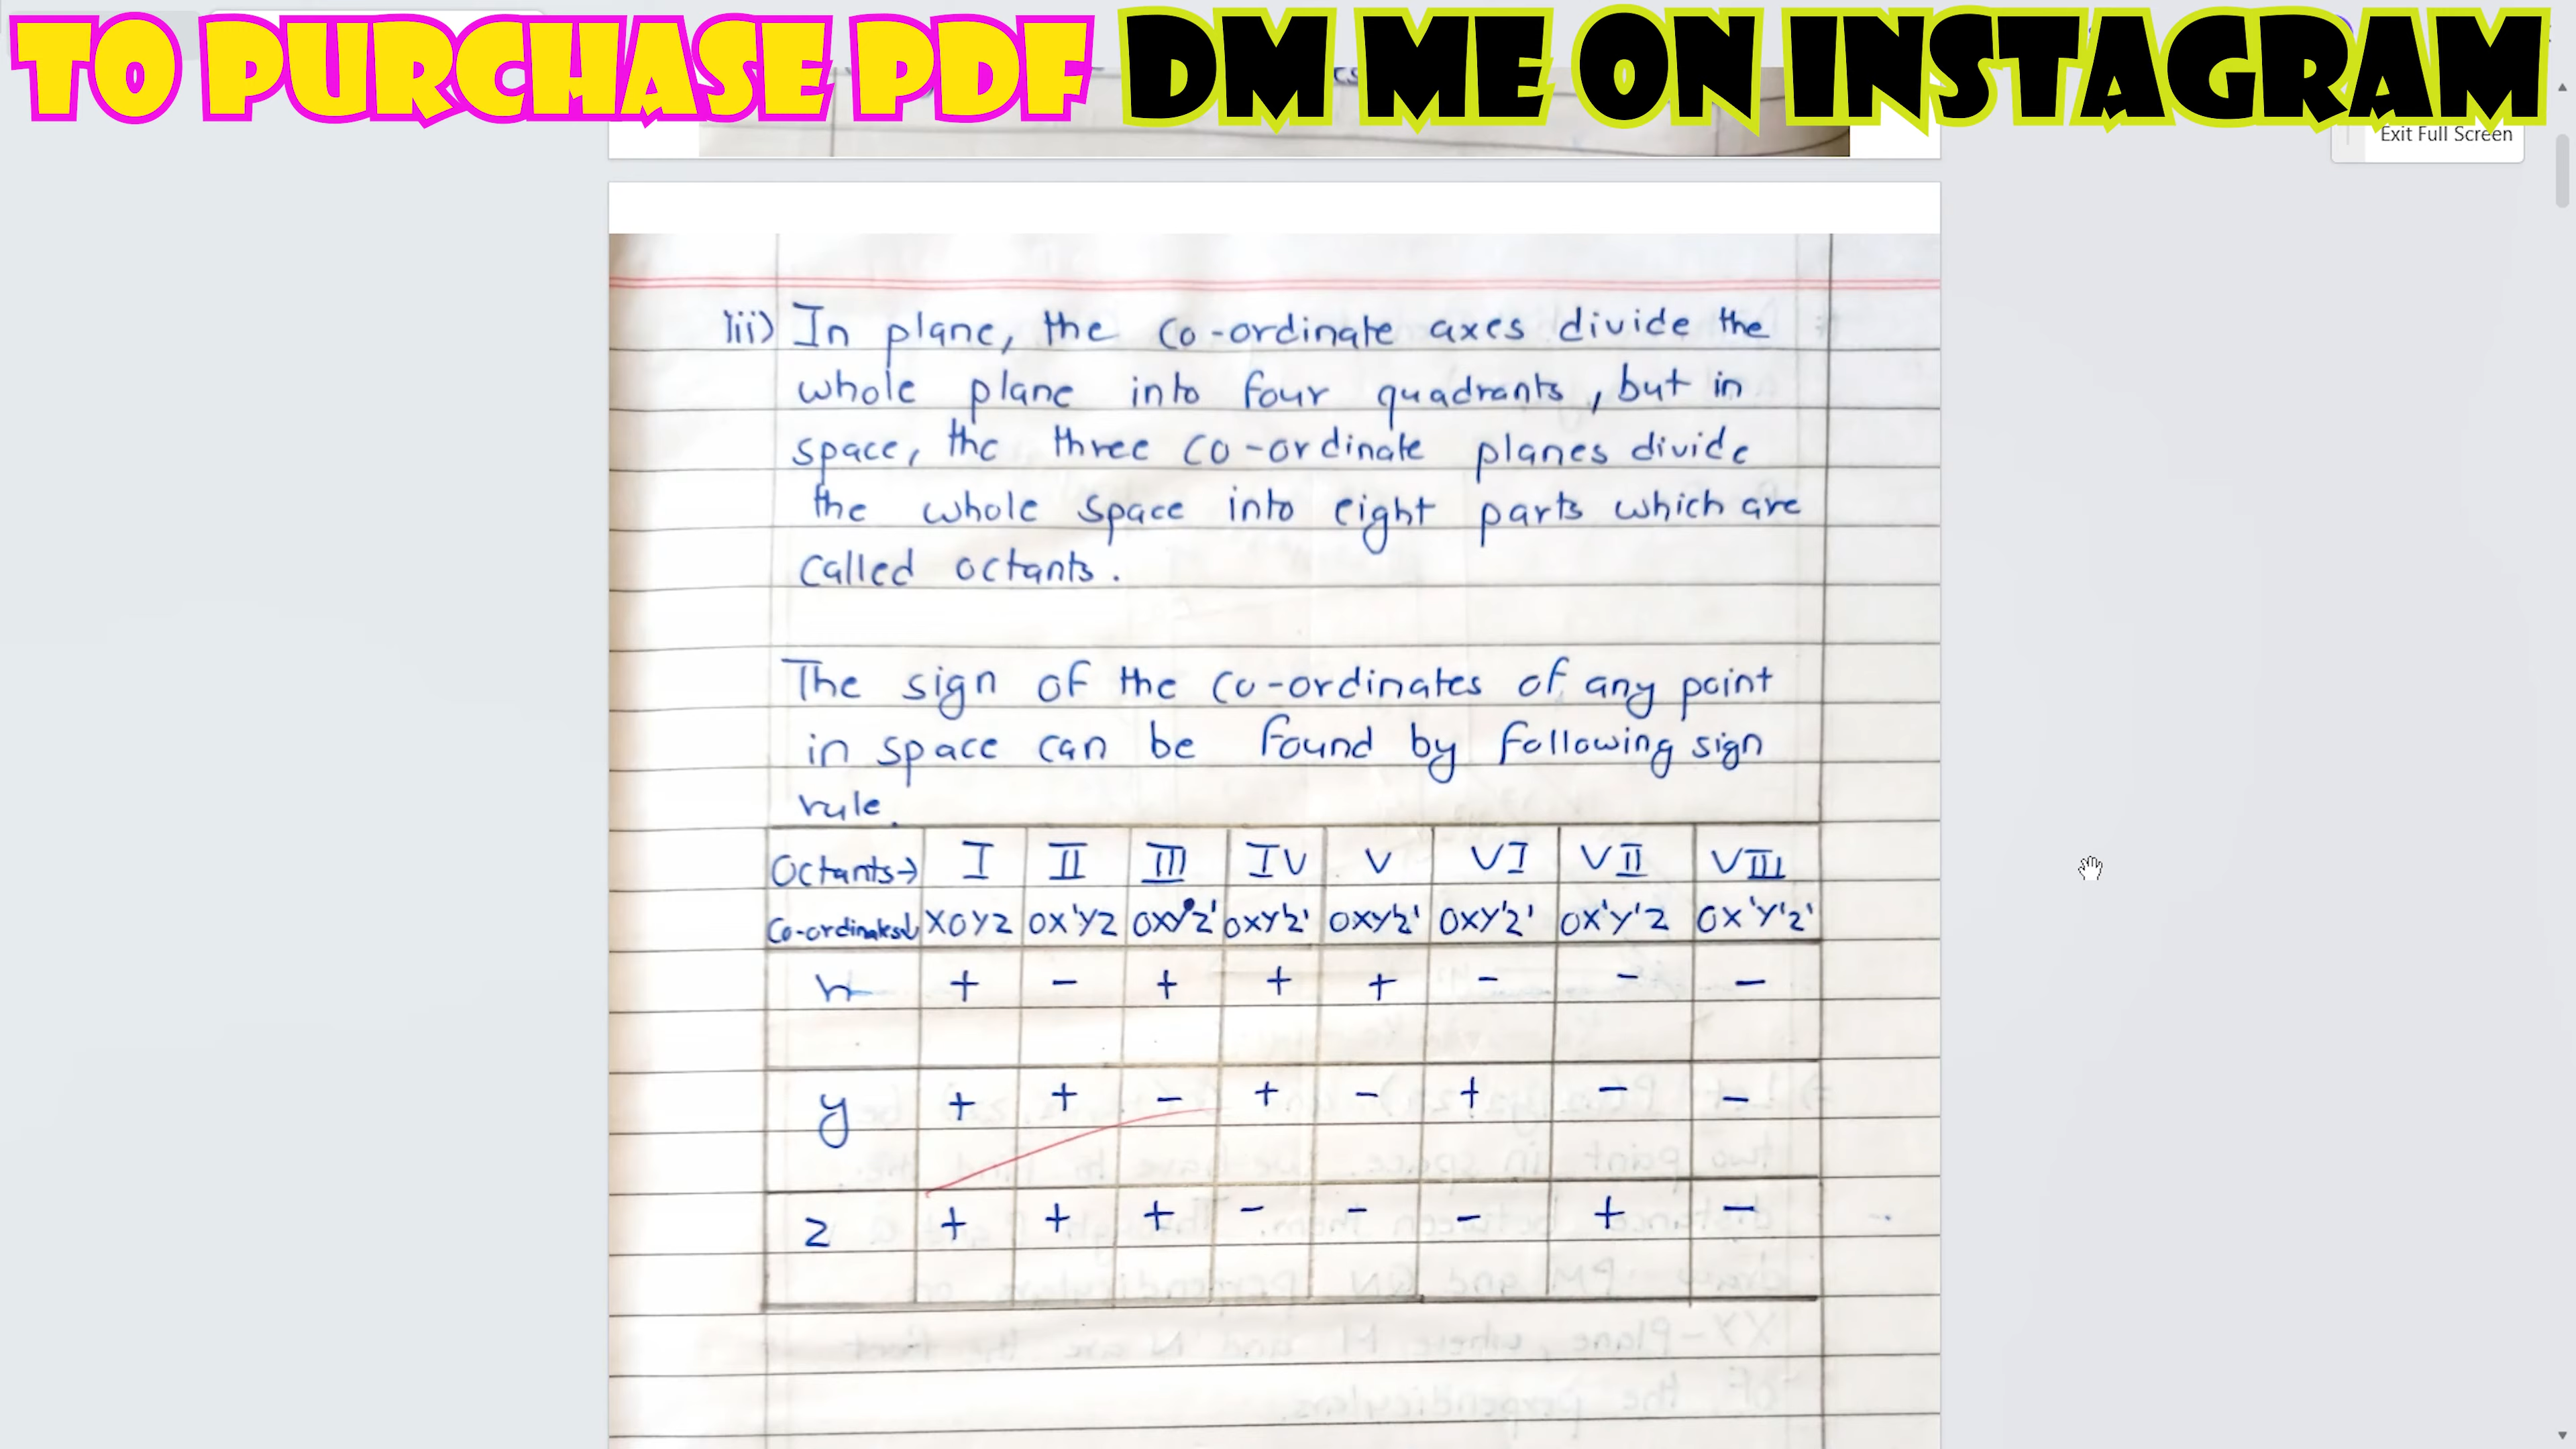 TO PURCHASE PDF DM ME ON INSTAGRAM
Exit Full Screen
iii) In plane, the co-ordinate axes divide the
whole plane into four quadrants, but in
space, the three co-ordinate planes divide
the whole space into eight parts which are
called octants.
The sign of the co-ordinates of any point
in space can be found by following sign
rule.
Octants→ I II III IV V VI VII VIII
Co-ordinates↓ XOYZ OX'YZ OXY'Z' OXYZ' OXYZ' OXY'Z' OX'Y'Z OX'Y'Z'
x + - + + + - - -
y + + - + - + - -
z + + + - - - + -